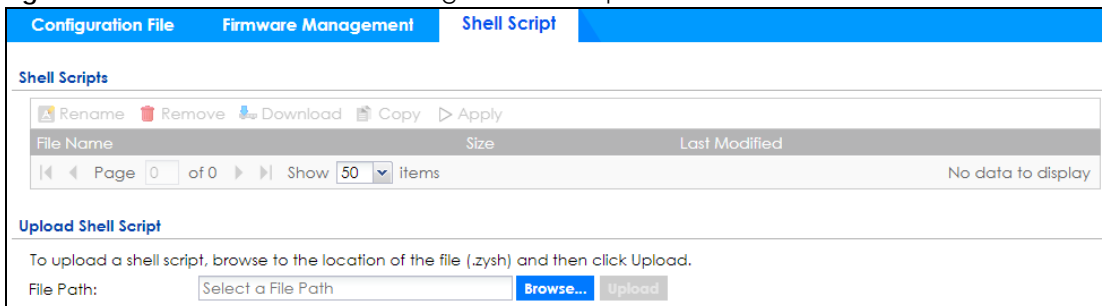 Configuration File Firmware Management Shell Script
Shell Scripts
Rename Remove Download Copy Apply
File Name Size Last Modified
Page 0 of 0 Show 50 items No data to display
Upload Shell Script
To upload a shell script, browse to the location of the file (.zysh) and then click Upload.
File Path: Select a File Path Browse... Upload